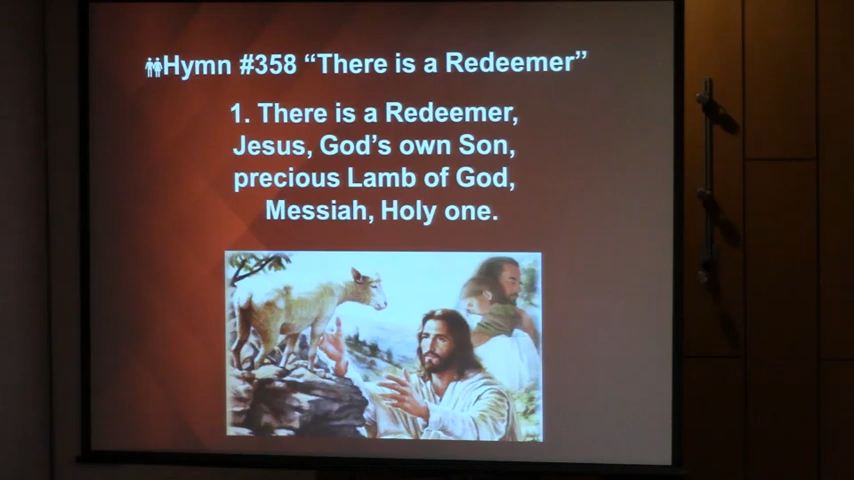 Hymn #358 “There is a Redeemer”
1. There is a Redeemer,
Jesus, God’s own Son,
precious Lamb of God,
Messiah, Holy one.